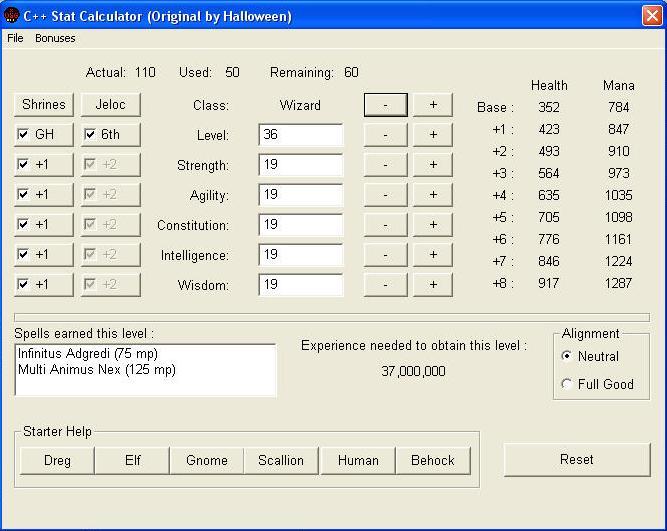 C++ Stat Calculator (Original by Halloween)
File Bonuses
Actual: 110 Used: 50 Remaining: 60
Health Mana
Shrines Jeloc Class: Wizard - + Base : 352 784
GH 6th Level: 36 - + +1 : 423 847
+1 +2 Strength: 19 - + +2 : 493 910
+1 +2 Agility: 19 - + +3 : 564 973
+4 : 635 1035
+1 +2 Constitution: 19 - + +5 : 705 1098
+1 +2 Intelligence: 19 - + +6 : 776 1161
+7 : 846 1224
+1 +2 Wisdom: 19 - + +8 : 917 1287
Spells earned this level :
Infinitus Adgredi (75 mp)
Multi Animus Nex (125 mp)
Experience needed to obtain this level :
37,000,000
Alignment
Neutral
Full Good
Starter Help
Dreg Elf Gnome Scallion Human Behock
Reset